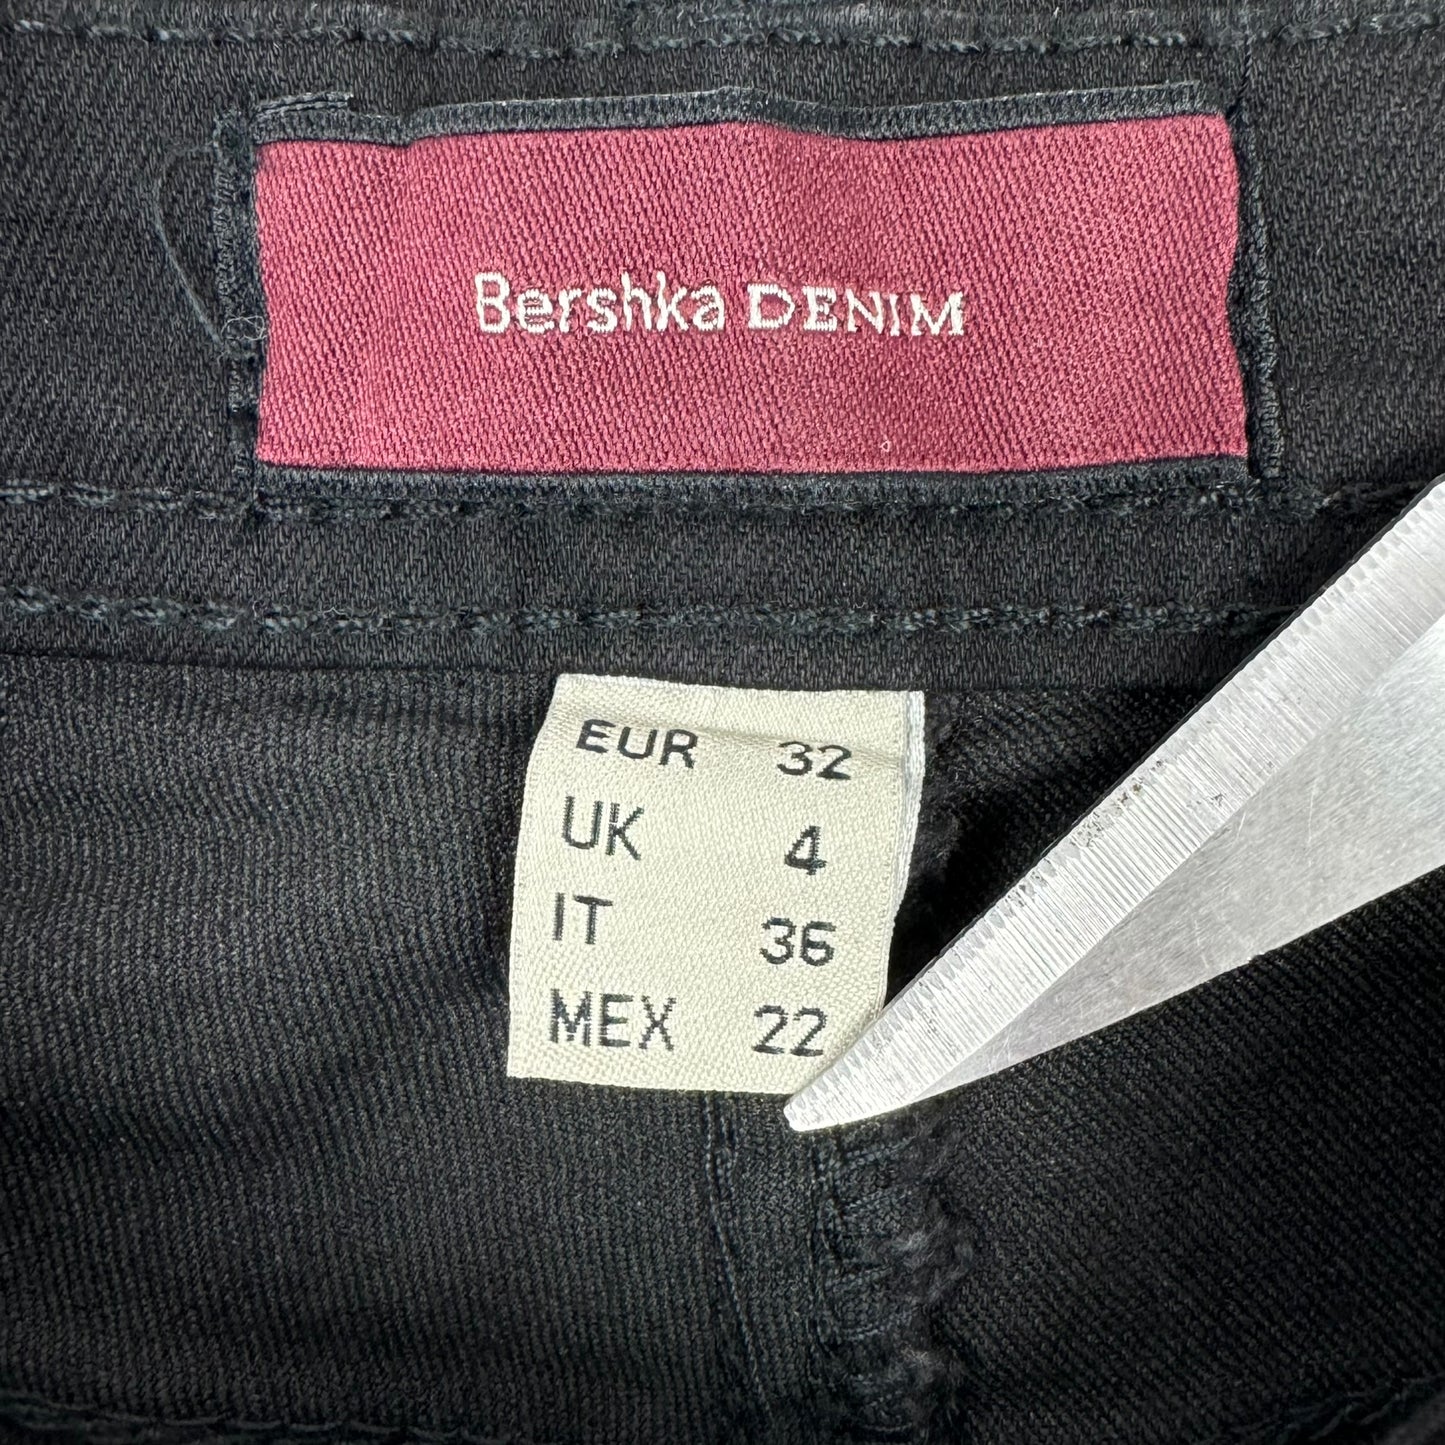 Bershka DENIM
EUR 32
UK 4
IT 36
MEX 22